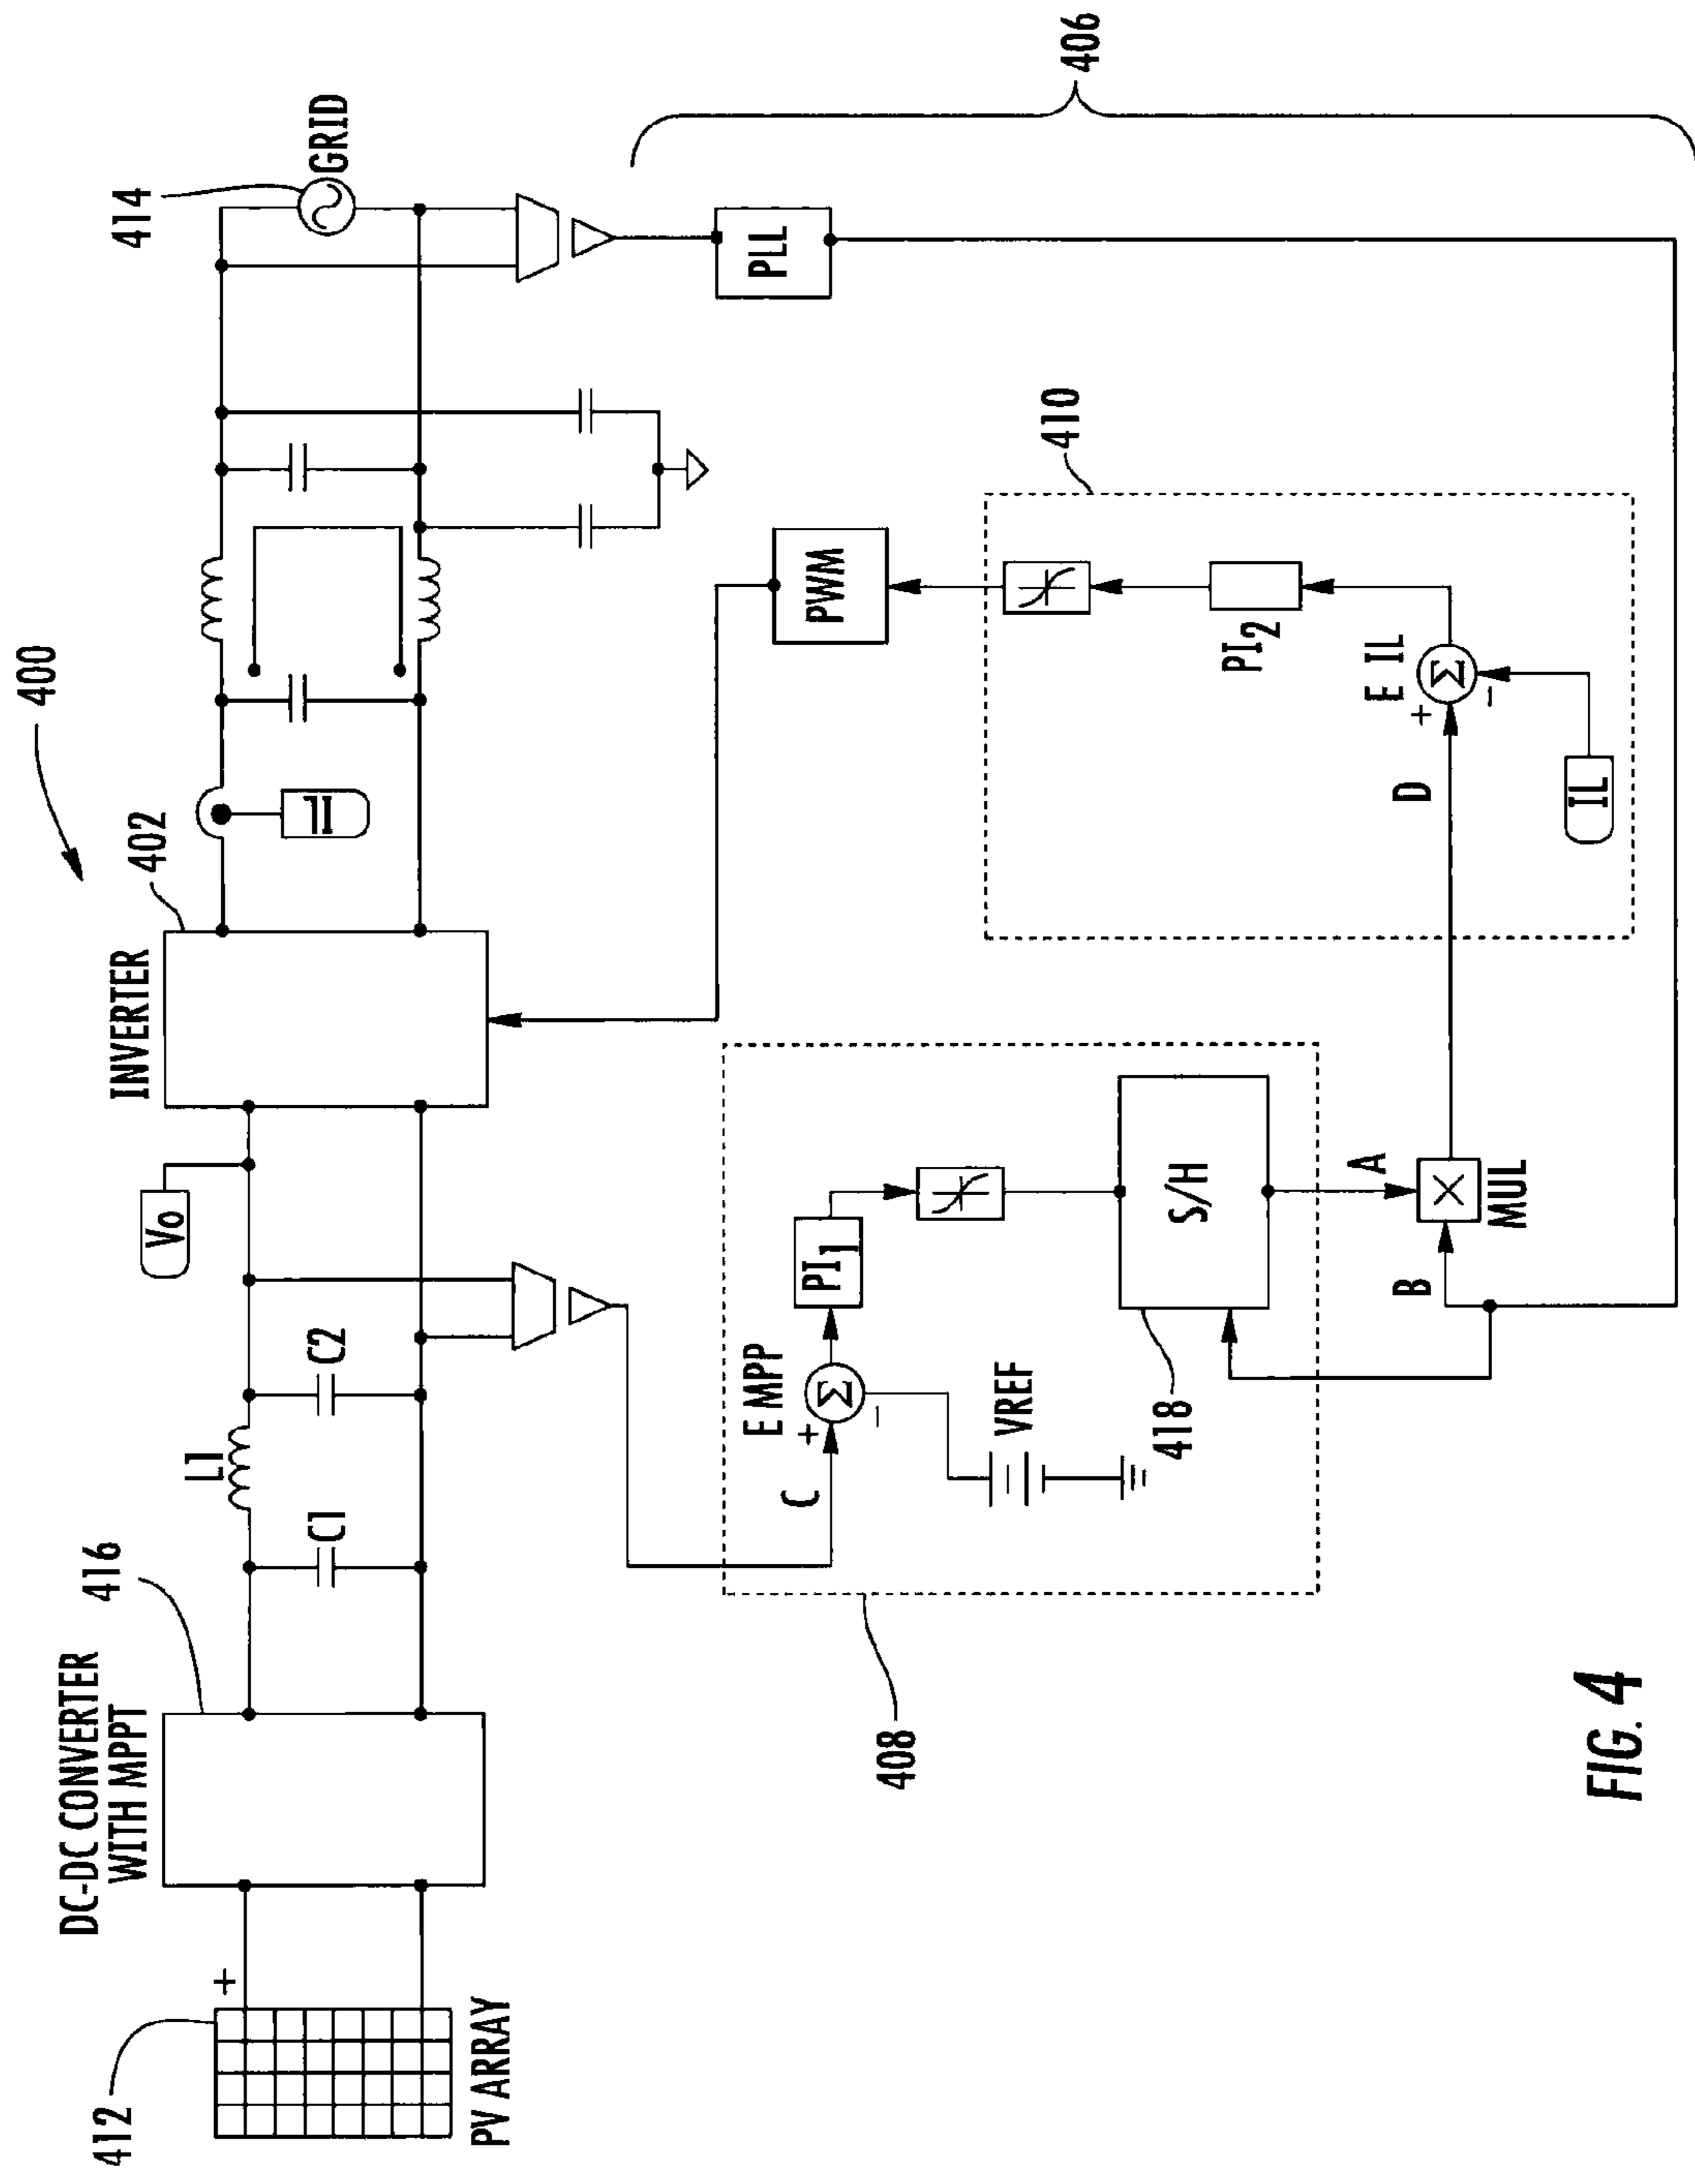 400
DC-DC CONVERTER
WITH MPPT
416
412
+
PV ARRAY
L1
C1
C2
Vo
INVERTER
402
IL
414
GRID
PLL
406
PWM
410
PI2
E IL
+
−
D
IL
408
E MPP
+
−
C
VREF
PI1
S/H
418
A
B
MUL
FIG. 4